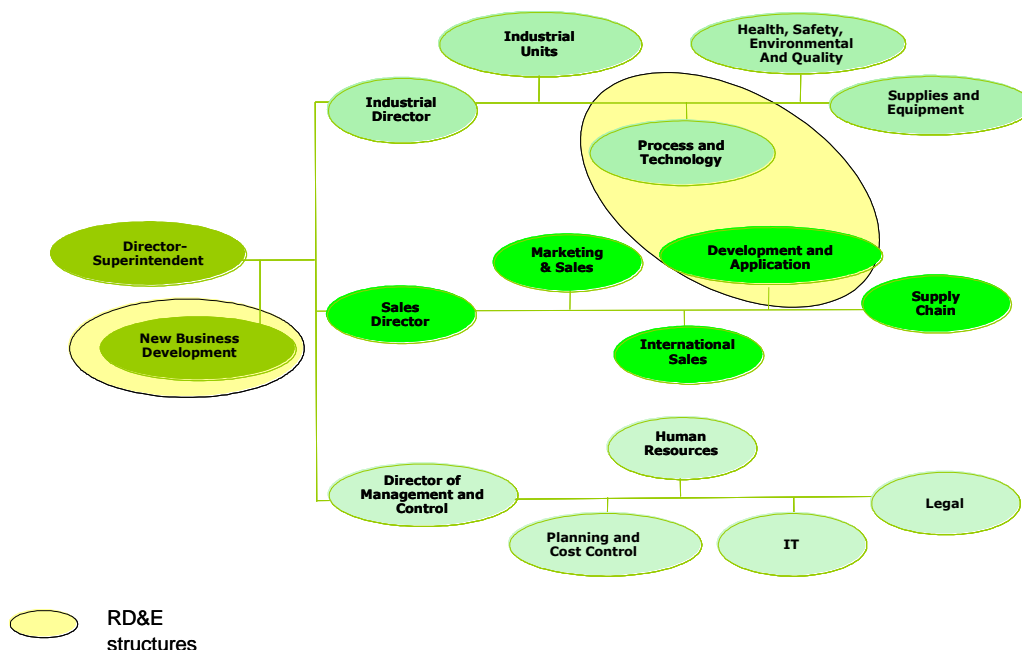 Industrial
Units
Health, Safety,
Environmental
And Quality
Industrial
Director
Supplies and
Equipment
Process and
Technology
Director-
Superintendent
Marketing
& Sales
Development and
Application
Sales
Director
Supply
Chain
New Business
Development
International
Sales
Human
Resources
Director of
Management and
Control
Legal
Planning and
Cost Control
IT
RD&E
structures